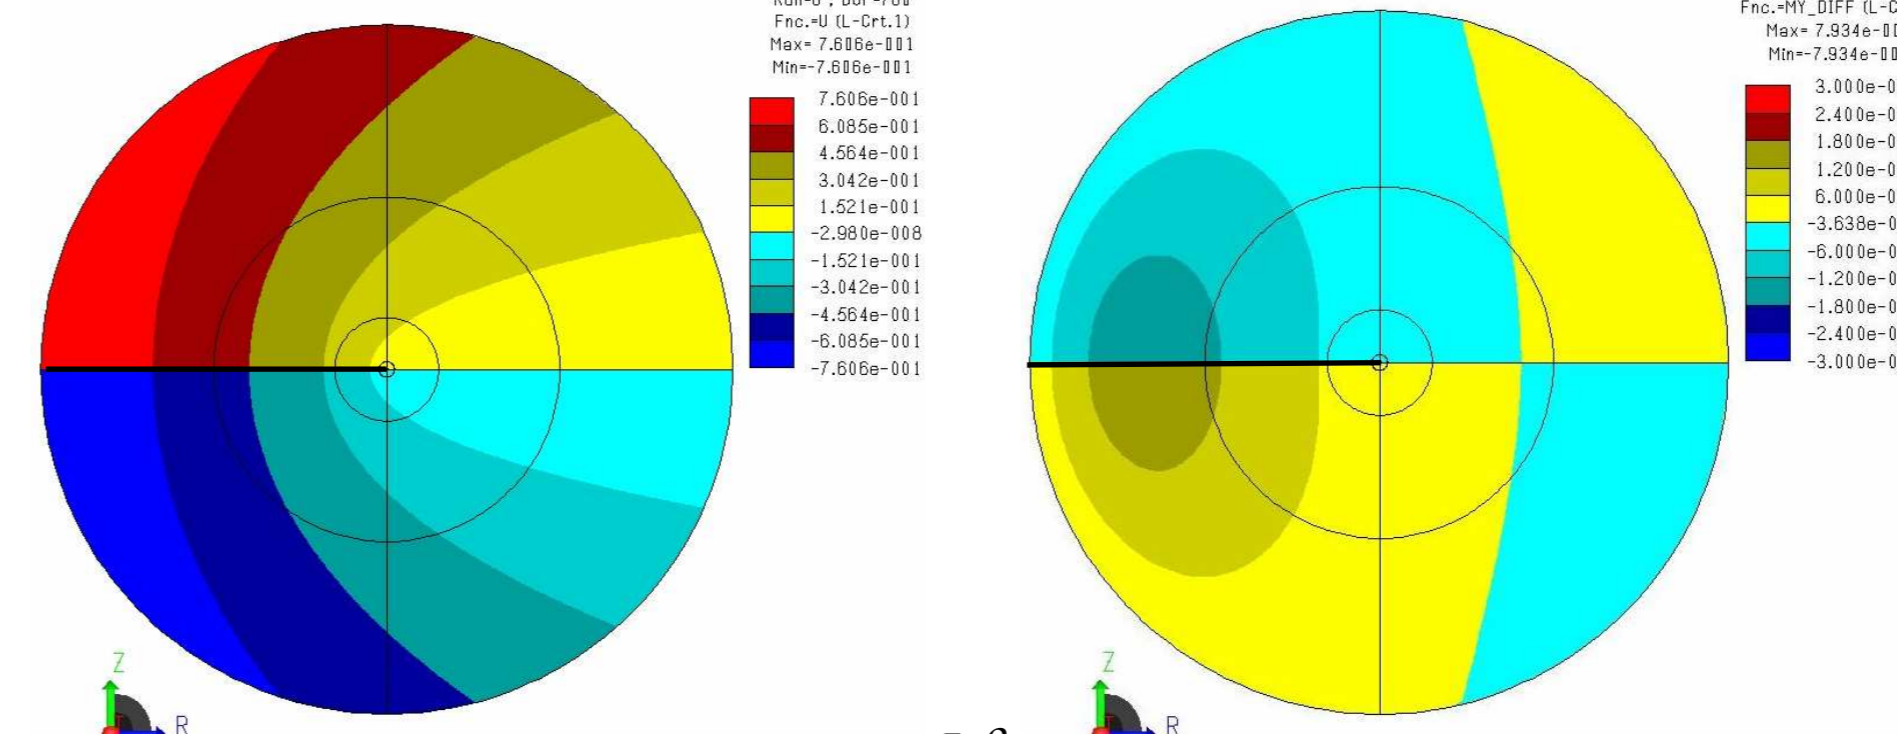 Fnc.=U (L-Crt.1)
Max= 7.606e-001
Min=-7.606e-001
7.606e-001
6.085e-001
4.564e-001
3.042e-001
1.521e-001
-2.980e-008
-1.521e-001
-3.042e-001
-4.564e-001
-6.085e-001
-7.606e-001
Z
R
Fnc.=MY_DIFF (L-C
Max= 7.934e-00
Min=-7.934e-00
3.000e-0
2.400e-0
1.800e-0
1.200e-0
6.000e-0
-3.638e-0
-6.000e-0
-1.200e-0
-1.800e-0
-2.400e-0
-3.000e-0
Z
R